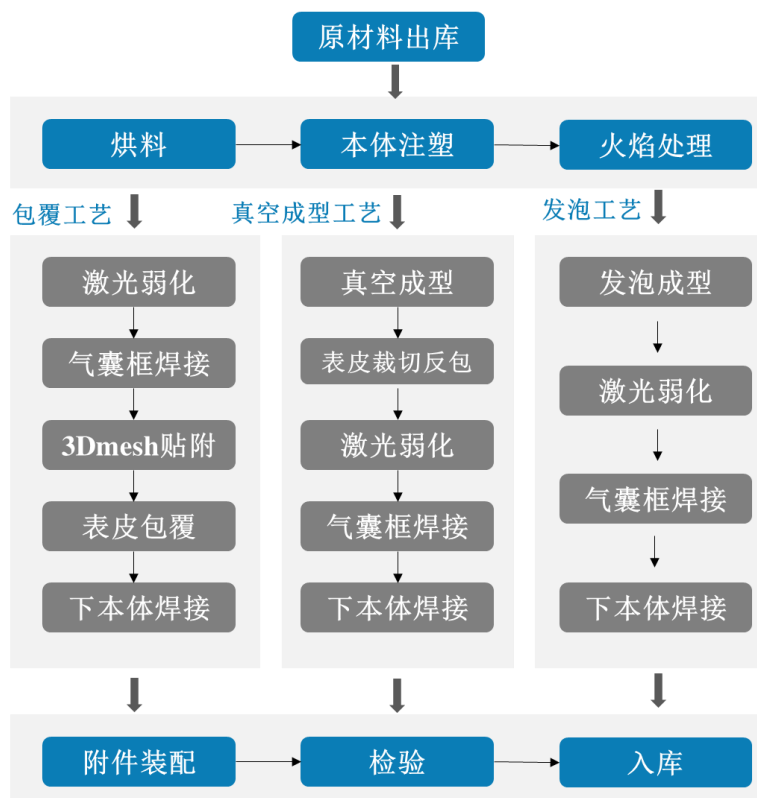 原材料出库
烘料
本体注塑
火焰处理
包覆工艺
真空成型工艺
发泡工艺
激光弱化
气囊框焊接
3Dmesh贴附
表皮包覆
下本体焊接
真空成型
表皮裁切反包
激光弱化
气囊框焊接
下本体焊接
发泡成型
激光弱化
气囊框焊接
下本体焊接
附件装配
检验
入库